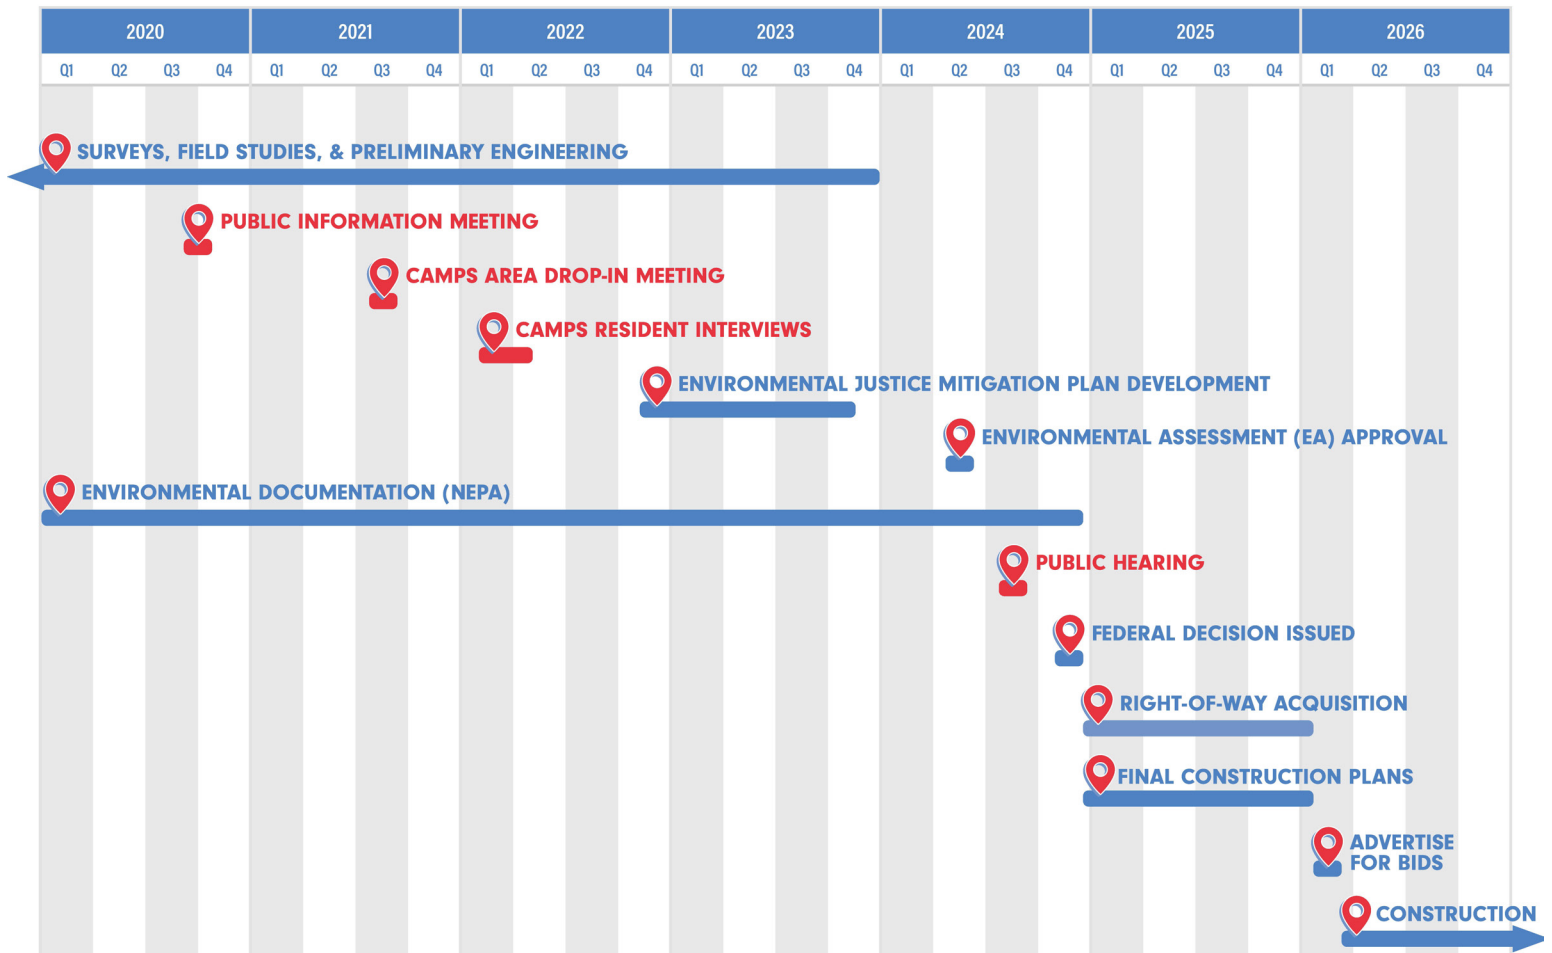 2020 2021 2022 2023 2024 2025 2026
Q1 Q2 Q3 Q4 Q1 Q2 Q3 Q4 Q1 Q2 Q3 Q4 Q1 Q2 Q3 Q4 Q1 Q2 Q3 Q4 Q1 Q2 Q3 Q4 Q1 Q2 Q3 Q4
SURVEYS, FIELD STUDIES, & PRELIMINARY ENGINEERING
PUBLIC INFORMATION MEETING
CAMPS AREA DROP-IN MEETING
CAMPS RESIDENT INTERVIEWS
ENVIRONMENTAL JUSTICE MITIGATION PLAN DEVELOPMENT
ENVIRONMENTAL ASSESSMENT (EA) APPROVAL
ENVIRONMENTAL DOCUMENTATION (NEPA)
PUBLIC HEARING
FEDERAL DECISION ISSUED
RIGHT-OF-WAY ACQUISITION
FINAL CONSTRUCTION PLANS
ADVERTISE
FOR BIDS
CONSTRUCTION